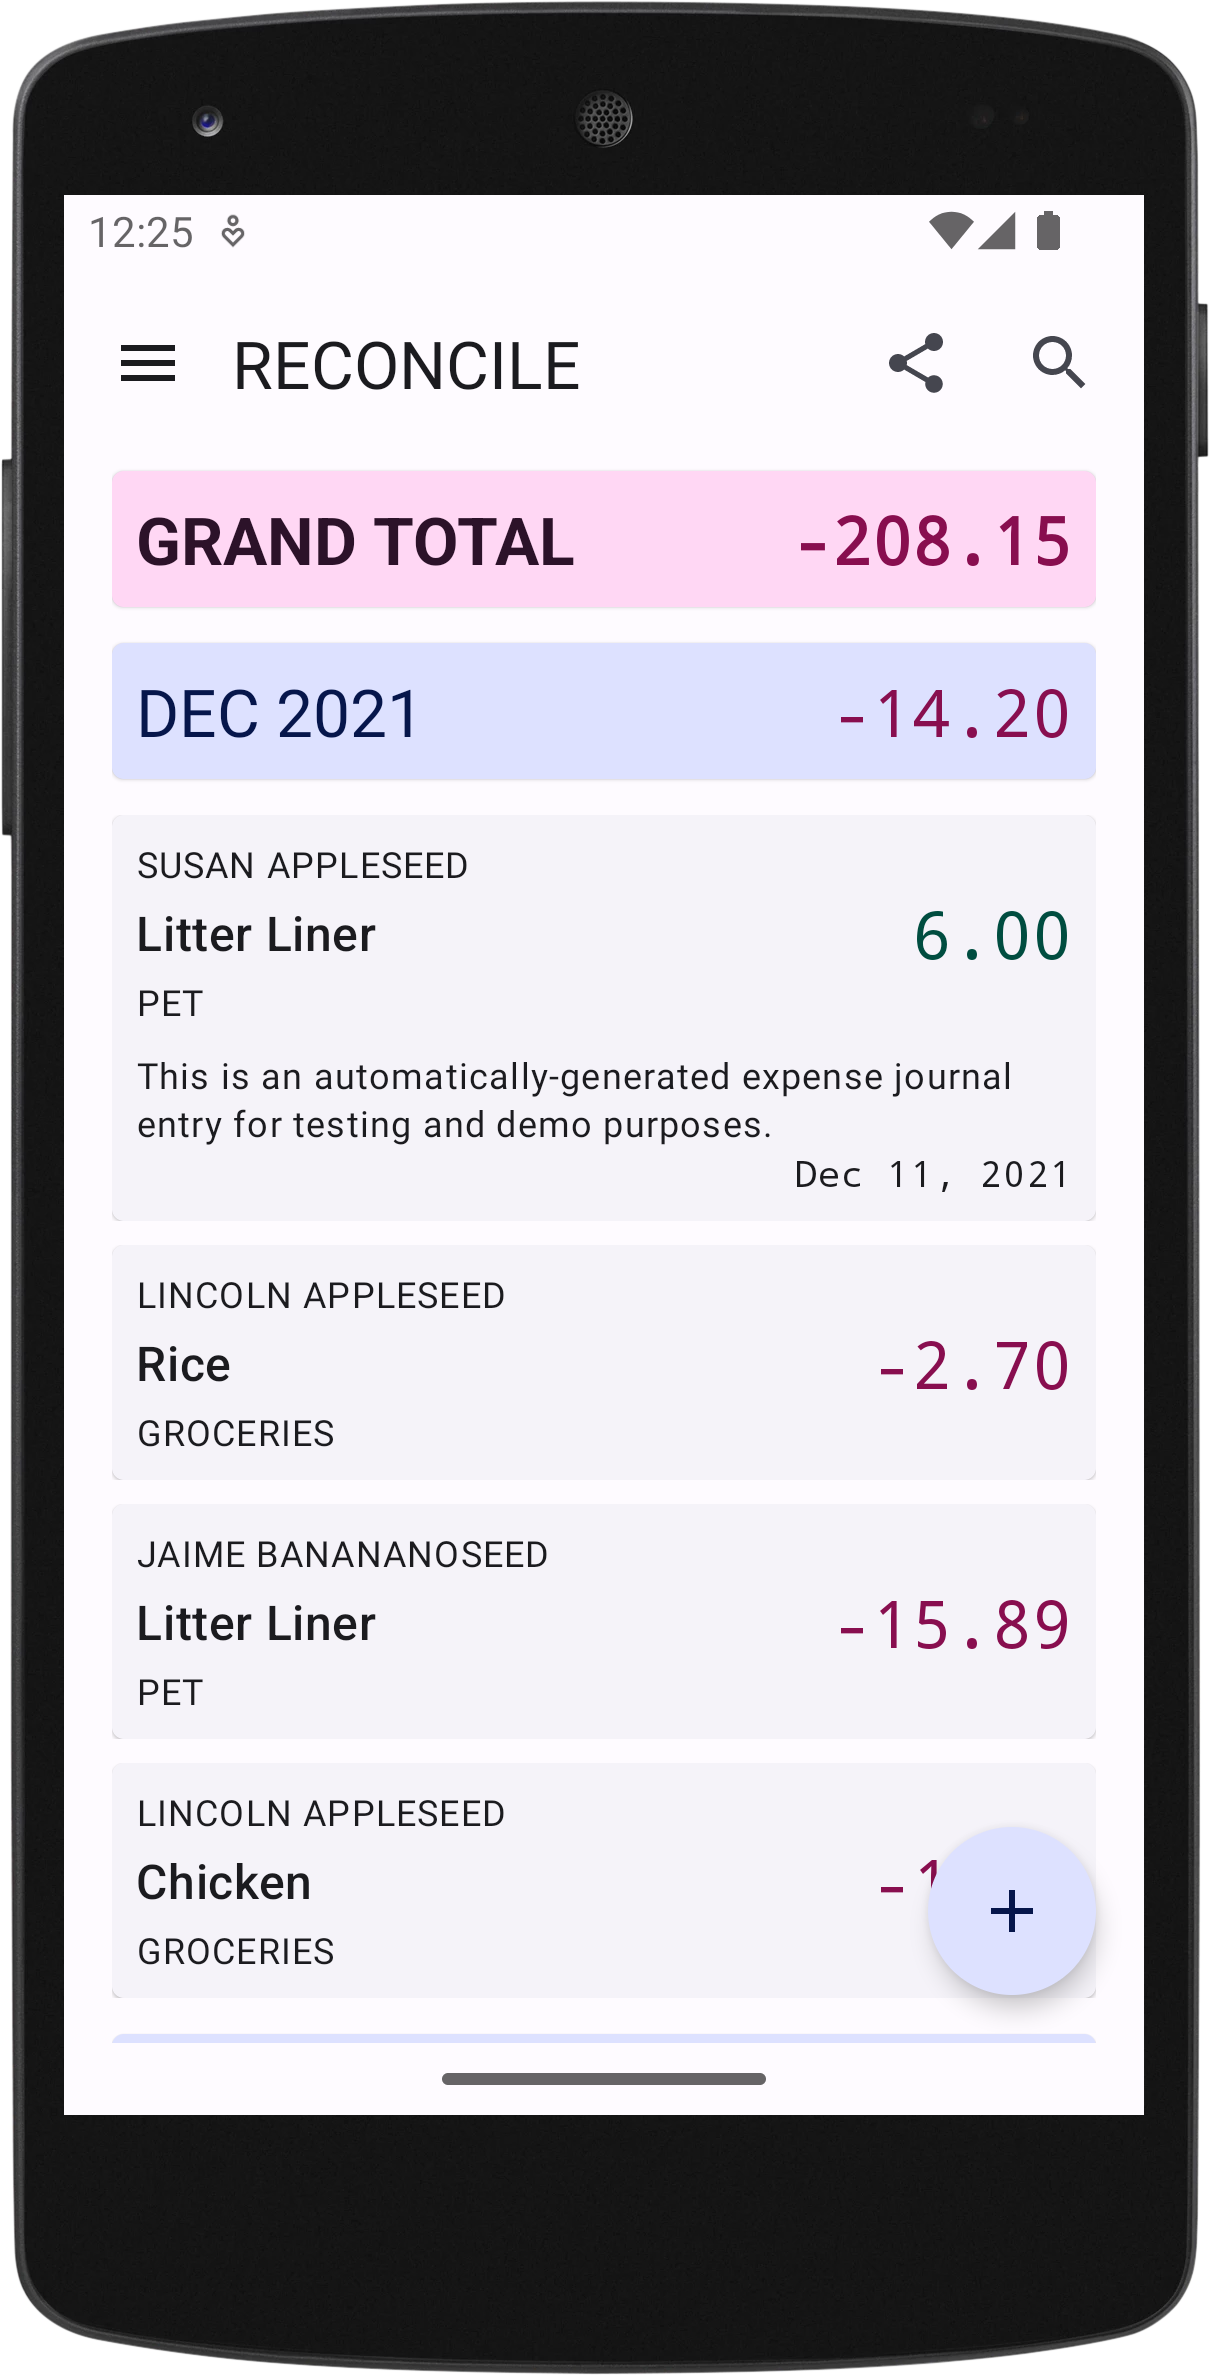 12:25
RECONCILE
GRAND TOTAL -208.15
DEC 2021 -14.20
SUSAN APPLESEED
Litter Liner 6.00
PET
This is an automatically-generated expense journal
entry for testing and demo purposes.
Dec 11, 2021
LINCOLN APPLESEED
Rice -2.70
GROCERIES
JAIME BANANANOSEED
Litter Liner -15.89
PET
LINCOLN APPLESEED
Chicken
GROCERIES